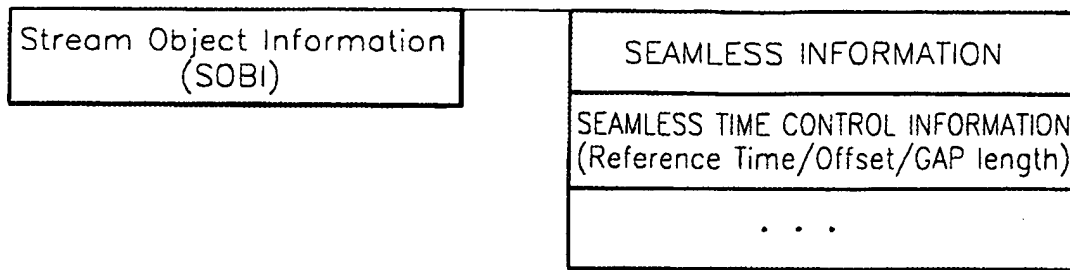 Stream Object Information
(SOBI)
SEAMLESS INFORMATION
SEAMLESS TIME CONTROL INFORMATION
(Reference Time/Offset/GAP length)
. . .